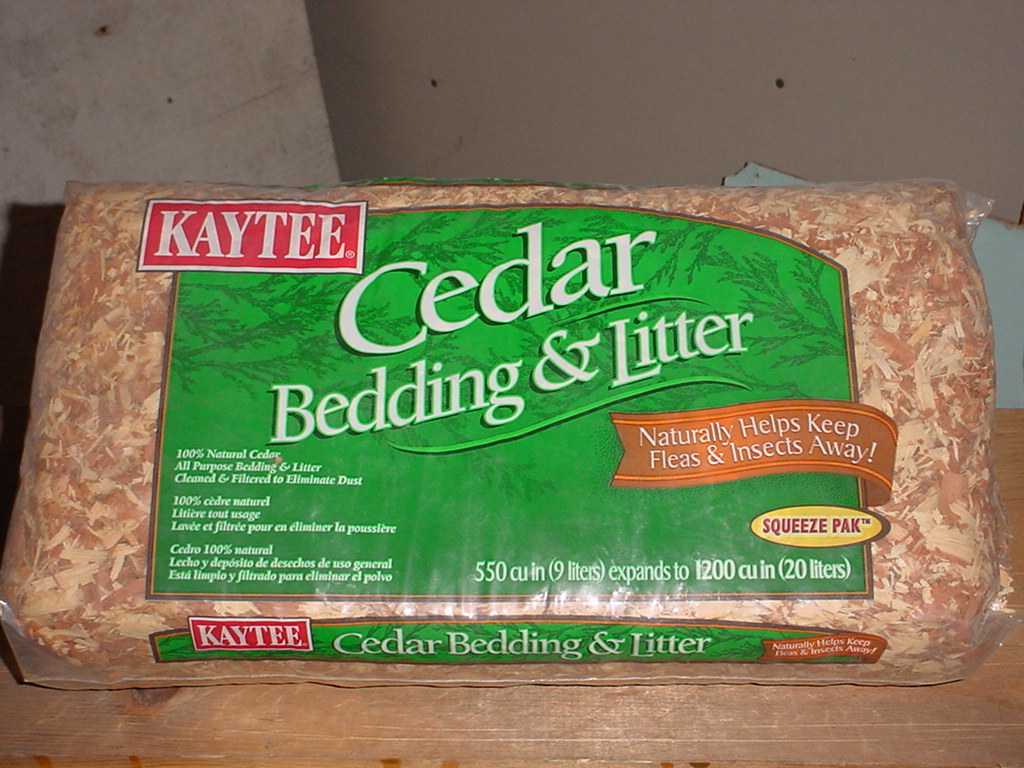 KAYTEE®
Cedar
Bedding & Litter
Naturally Helps Keep
Fleas & Insects Away!
SQUEEZE PAK™
100% Natural Cedar
All Purpose Bedding & Litter
Cleaned & Filtered to Eliminate Dust
100% cèdre naturel
Litière tout usage
Lavée et filtrée pour en éliminer la poussière
Cedro 100% natural
Lecho y depósito de desechos de uso general
Está limpio y filtrado para eliminar el polvo
550 cu in (9 liters) expands to 1200 cu in (20 liters)
KAYTEE®
Cedar Bedding & Litter
Naturally Helps Keep
Fleas & Insects Away!